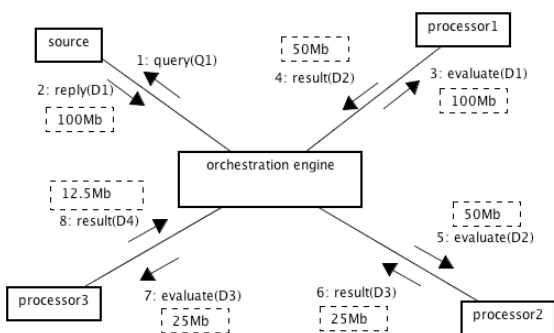 source
1: query(Q1)
2: reply(D1)
100Mb
processor1
50Mb
4: result(D2)
3: evaluate(D1)
100Mb
orchestration engine
12.5Mb
8: result(D4)
50Mb
5: evaluate(D2)
processor3
7: evaluate(D3)
25Mb
6: result(D3)
25Mb
processor2